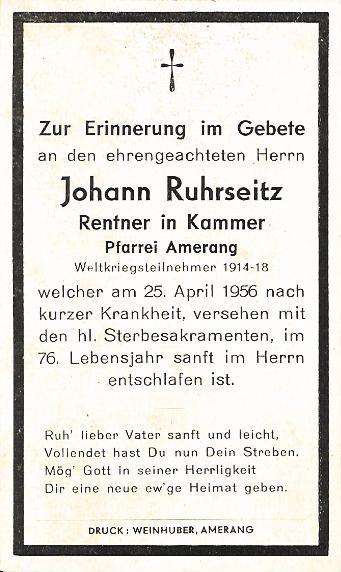 Zur Erinnerung im Gebete
an den ehrengeachteten Herrn
Johann Ruhrseitz
Rentner in Kammer
Pfarrei Amerang
Weltkriegsteilnehmer 1914-18
welcher am 25. April 1956 nach
kurzer Krankheit, versehen mit
den hl. Sterbesakramenten, im
76. Lebensjahr sanft im Herrn
entschlafen ist.
Ruh' lieber Vater sanft und leicht,
Vollendet hast Du nun Dein Streben.
Mög' Gott in seiner Herrligkeit
Dir eine neue ew'ge Heimat geben.
DRUCK: WEINHUBER, AMERANG